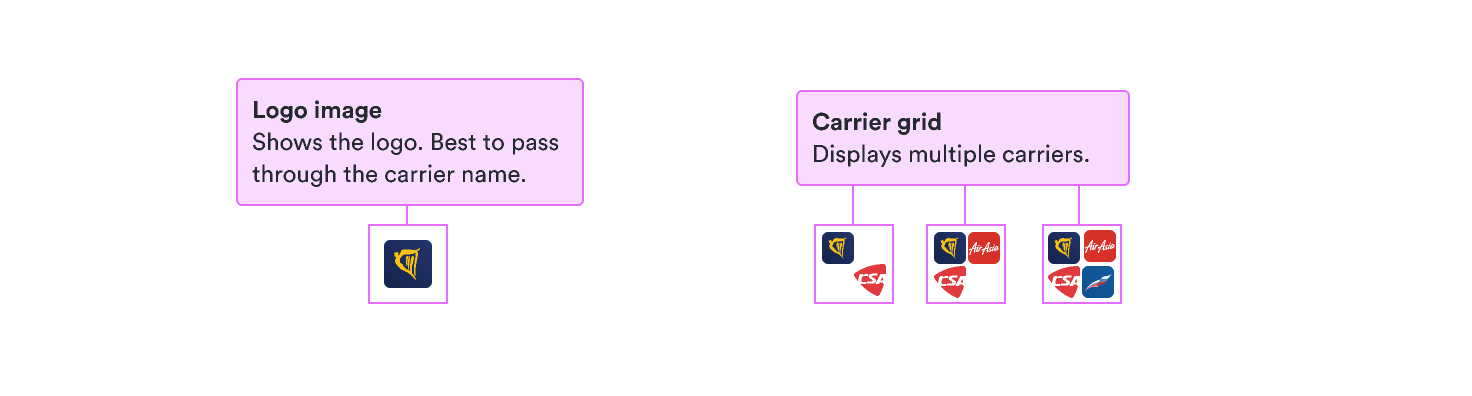 Logo image
Shows the logo. Best to pass
through the carrier name.
Carrier grid
Displays multiple carriers.
CSA
AirAsia
CSA
AirAsia
CSA